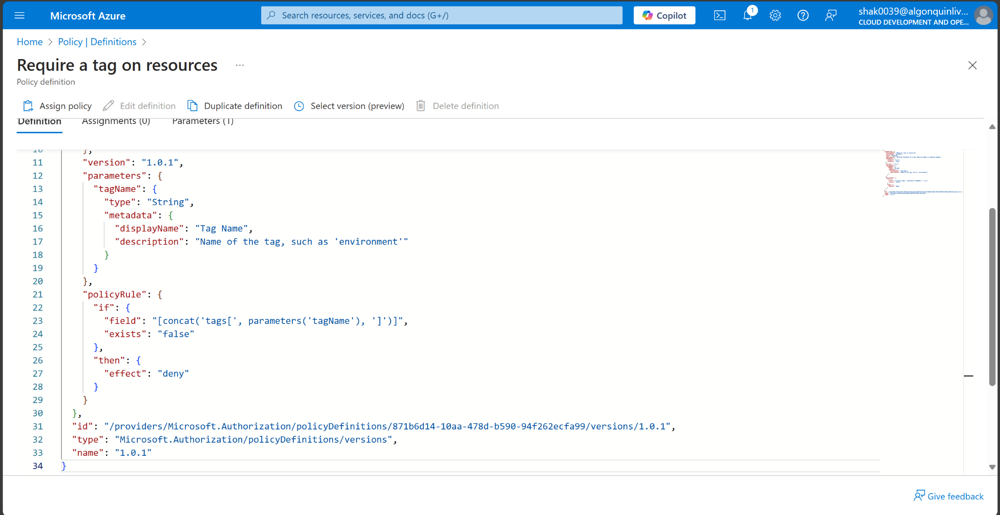 Microsoft Azure
Search resources, services, and docs (G+/)
Copilot
1
shak0039@algonquinliv...
CLOUD DEVELOPMENT AND OPE...
Home > Policy | Definitions >
Require a tag on resources ...
Policy definition
Assign policy
Edit definition
Duplicate definition
Select version (preview)
Delete definition
Definition
Assignments (0)
Parameters (1)
10 },
11 "version": "1.0.1",
12 "parameters": {
13 "tagName": {
14 "type": "String",
15 "metadata": {
16 "displayName": "Tag Name",
17 "description": "Name of the tag, such as 'environment'"
18 }
19 }
20 },
21 "policyRule": {
22 "if": {
23 "field": "[concat('tags[', parameters('tagName'), ']')]",
24 "exists": "false"
25 },
26 "then": {
27 "effect": "deny"
28 }
29 }
30 },
31 "id": "/providers/Microsoft.Authorization/policyDefinitions/871b6d14-10aa-478d-b590-94f262ecfa99/versions/1.0.1",
32 "type": "Microsoft.Authorization/policyDefinitions/versions",
33 "name": "1.0.1"
34 }
Give feedback